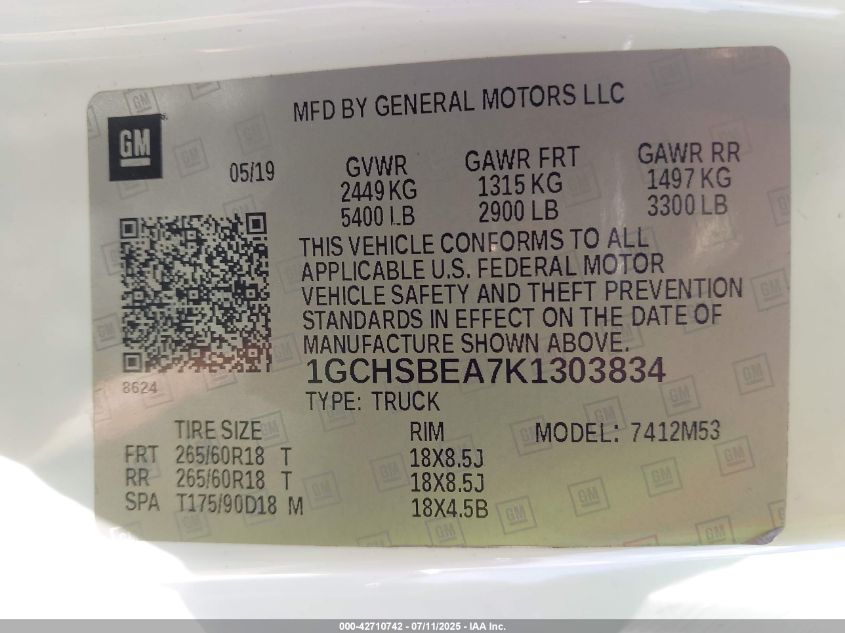 MFD BY GENERAL MOTORS LLC
GM
05/19
GVWR GAWR FRT GAWR RR
2449 KG 1315 KG 1497 KG
5400 LB 2900 LB 3300 LB
THIS VEHICLE CONFORMS TO ALL
APPLICABLE U.S. FEDERAL MOTOR
VEHICLE SAFETY AND THEFT PREVENTION
STANDARDS IN EFFECT ON THE DATE OF
MANUFACTURE SHOWN ABOVE.
8624
1GCHSBEA7K1303834
TYPE: TRUCK
TIRE SIZE RIM MODEL: 7412M53
FRT 265/60R18 T 18X8.5J
RR 265/60R18 T 18X8.5J
SPA T175/90D18 M 18X4.5B
000-42710742 - 07/11/2025 - IAA Inc.